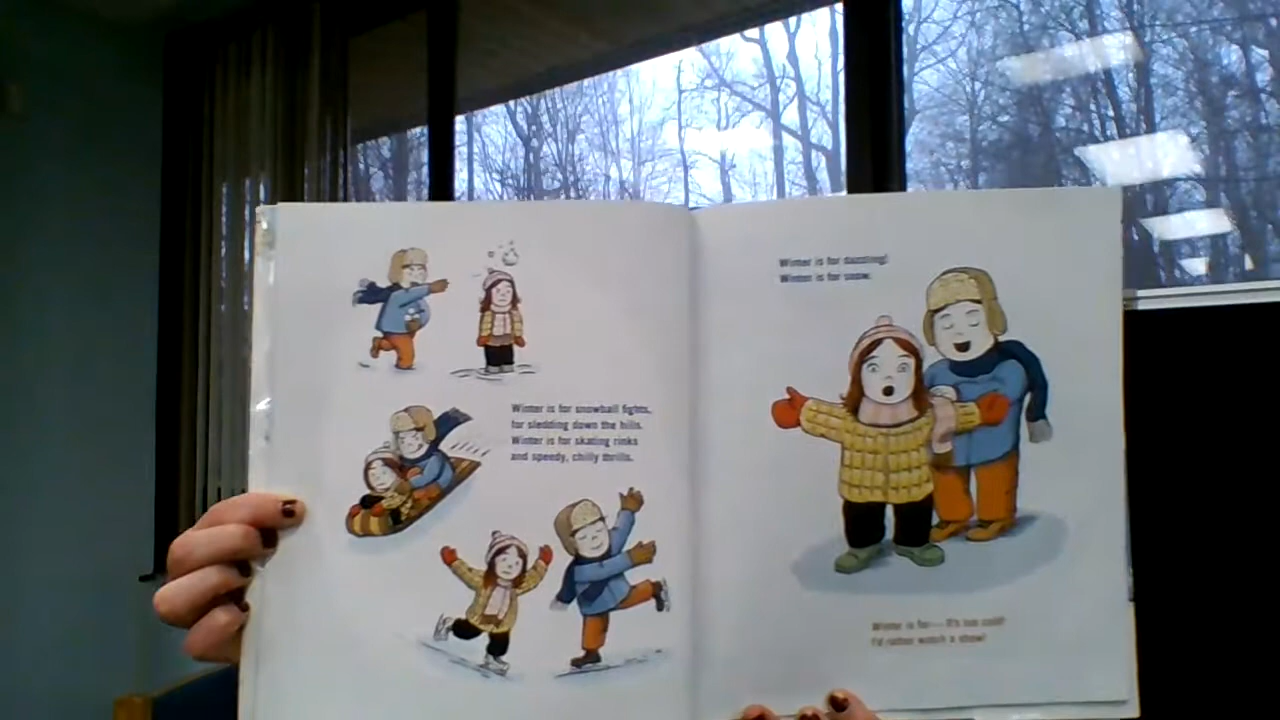 Winter is for snowball fights,
for sledding down the hills.
Winter is for skating rinks
and speedy, chilly thrills.
Winter is for dazzling!
Winter is for snow.
Winter is for— It's too cold!
I'd rather watch a show!